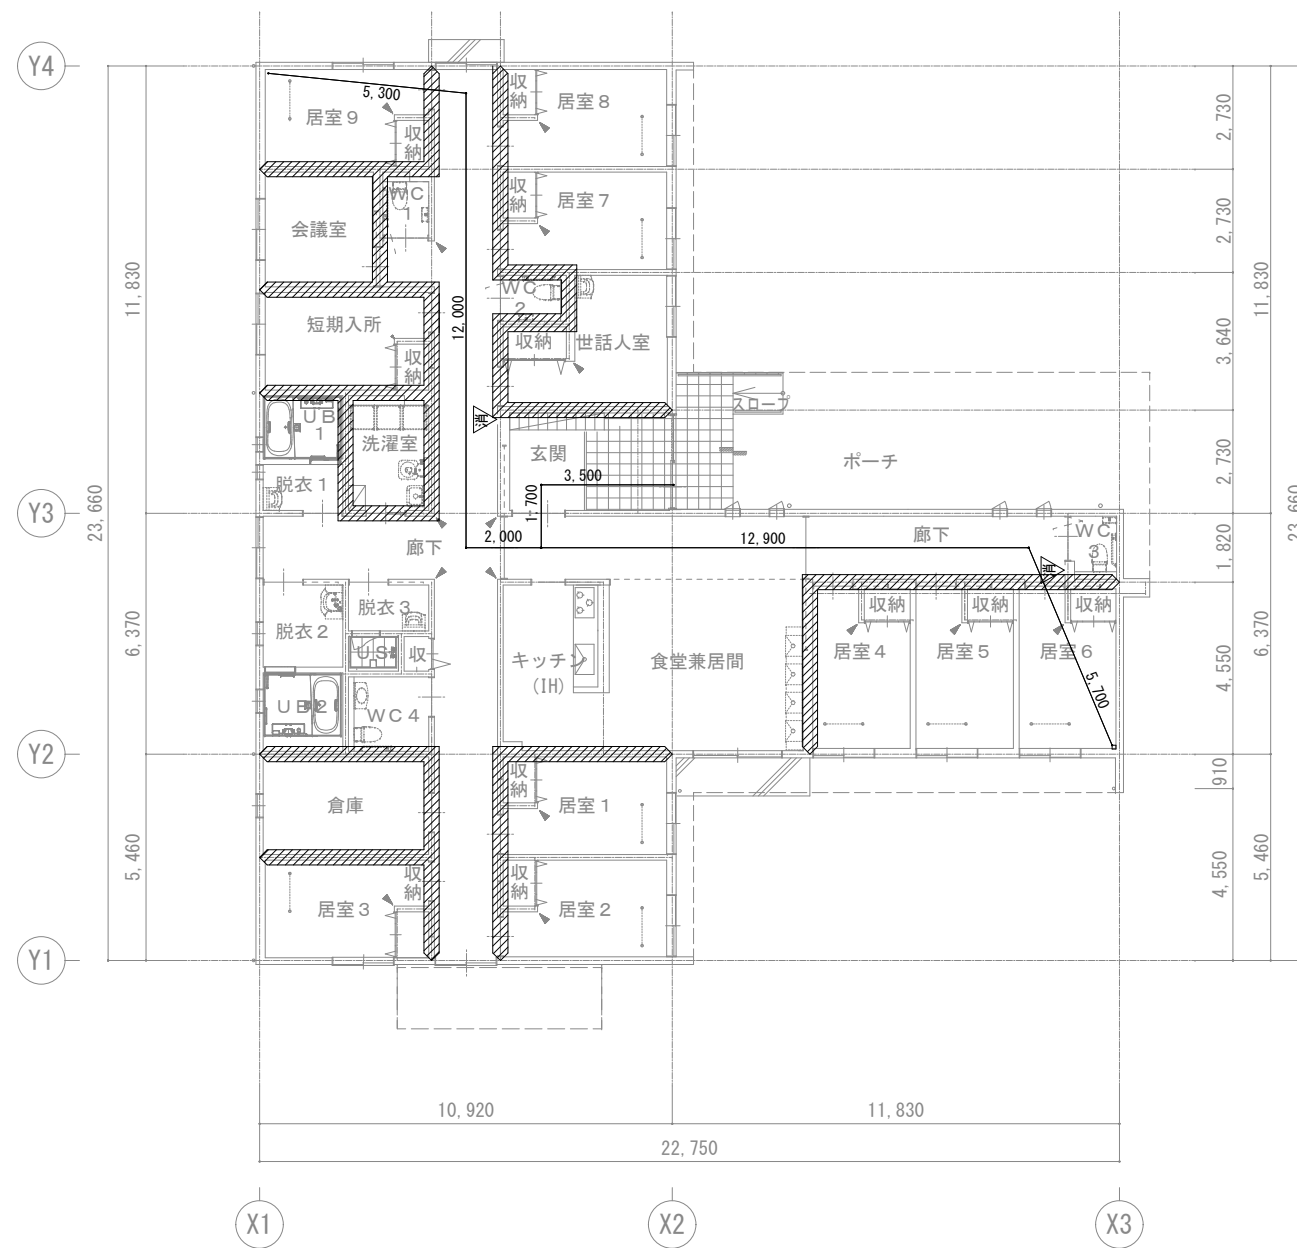 Y4
5,300
居室9
収
納
収
納
居室8
2,730
WC
1
収
納
居室7
会議室
2,730
11,830
11,830
WC
2
短期入所
12,000
収納
世話人室
3,640
収
納
スロープ
UB
1
洗濯室
消
玄関
ポーチ
2,730
脱衣1
3,500
1,700
Y3
23,660
23,660
廊下
2,000
12,900
廊下
WC
3
1,820
消
脱衣3
収納
収納
収納
脱衣2
US
収
キッチン
(IH)
食堂兼居間
居室4
居室5
居室6
6,370
4,550
6,370
5,700
UB2
WC4
Y2
収
納
910
倉庫
居室1
5,460
収
納
収
納
4,550
5,460
居室3
居室2
Y1
10,920
11,830
22,750
X1
X2
X3